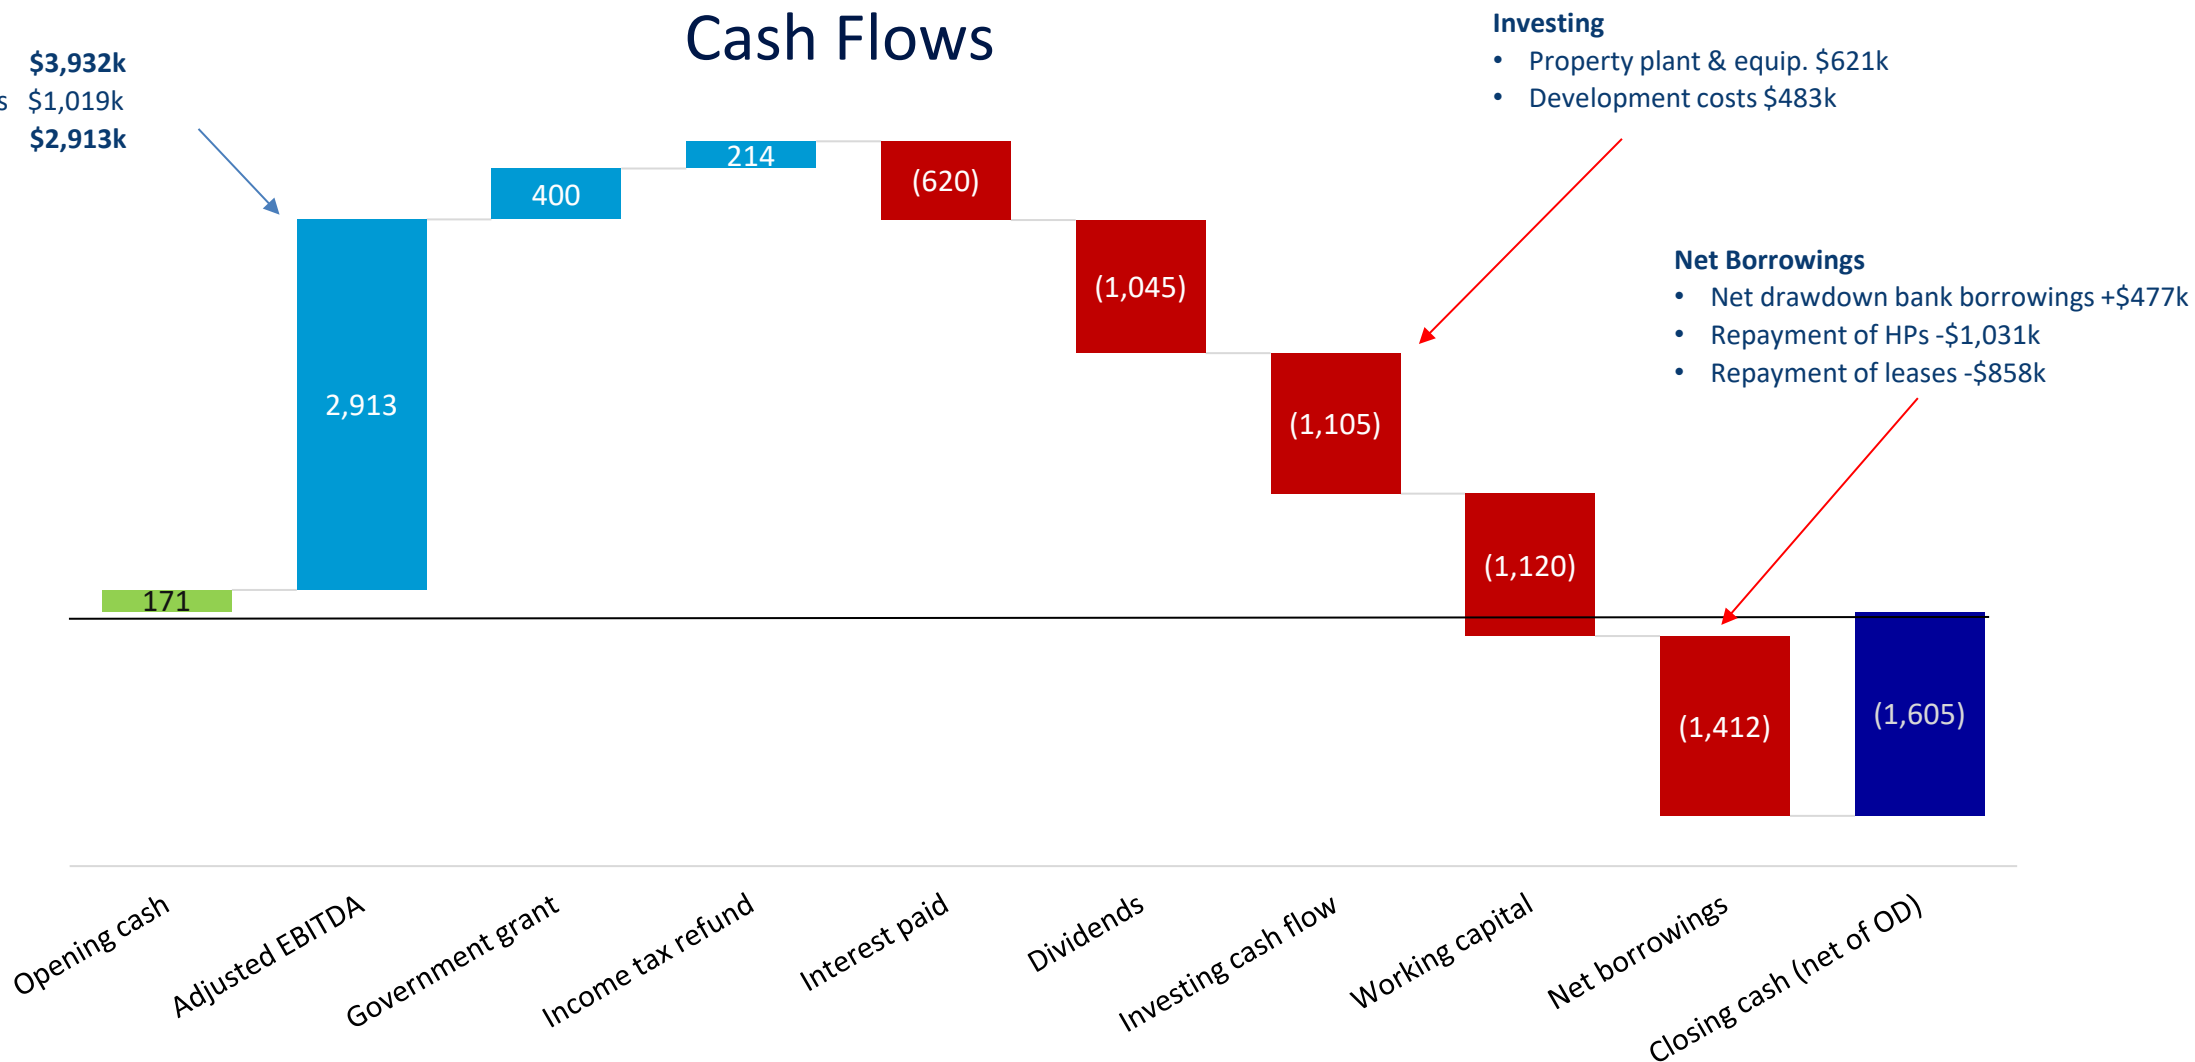 Cash Flows
$3,932k
s $1,019k
$2,913k
Investing
• Property plant & equip. $621k
• Development costs $483k
Net Borrowings
• Net drawdown bank borrowings +$477k
• Repayment of HPs -$1,031k
• Repayment of leases -$858k
171
2,913
400
214
(620)
(1,045)
(1,105)
(1,120)
(1,412)
(1,605)
Opening cash
Adjusted EBITDA
Government grant
Income tax refund
Interest paid
Dividends
Investing cash flow
Working capital
Net borrowings
Closing cash (net of OD)